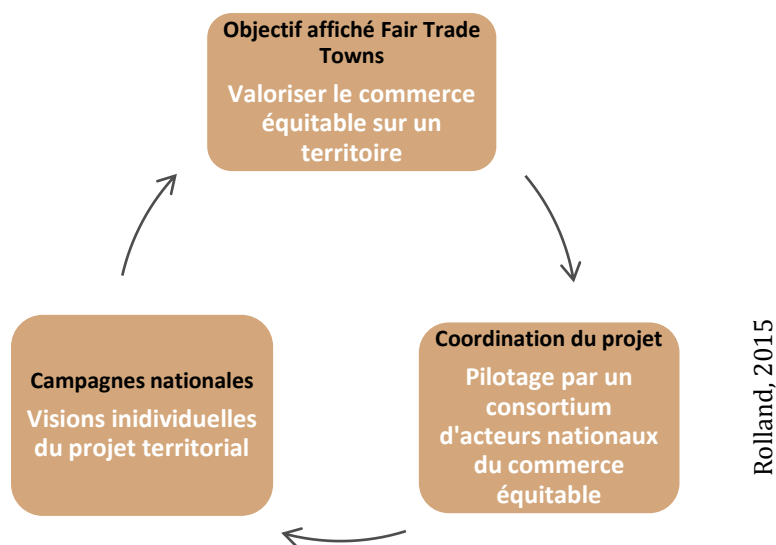 Objectif affiché Fair Trade
Towns
Valoriser le commerce
équitable sur un
territoire
Coordination du projet
Pilotage par un
consortium
d'acteurs nationaux
du commerce
équitable
Campagnes nationales
Visions inidividuelles
du projet territorial
Rolland, 2015